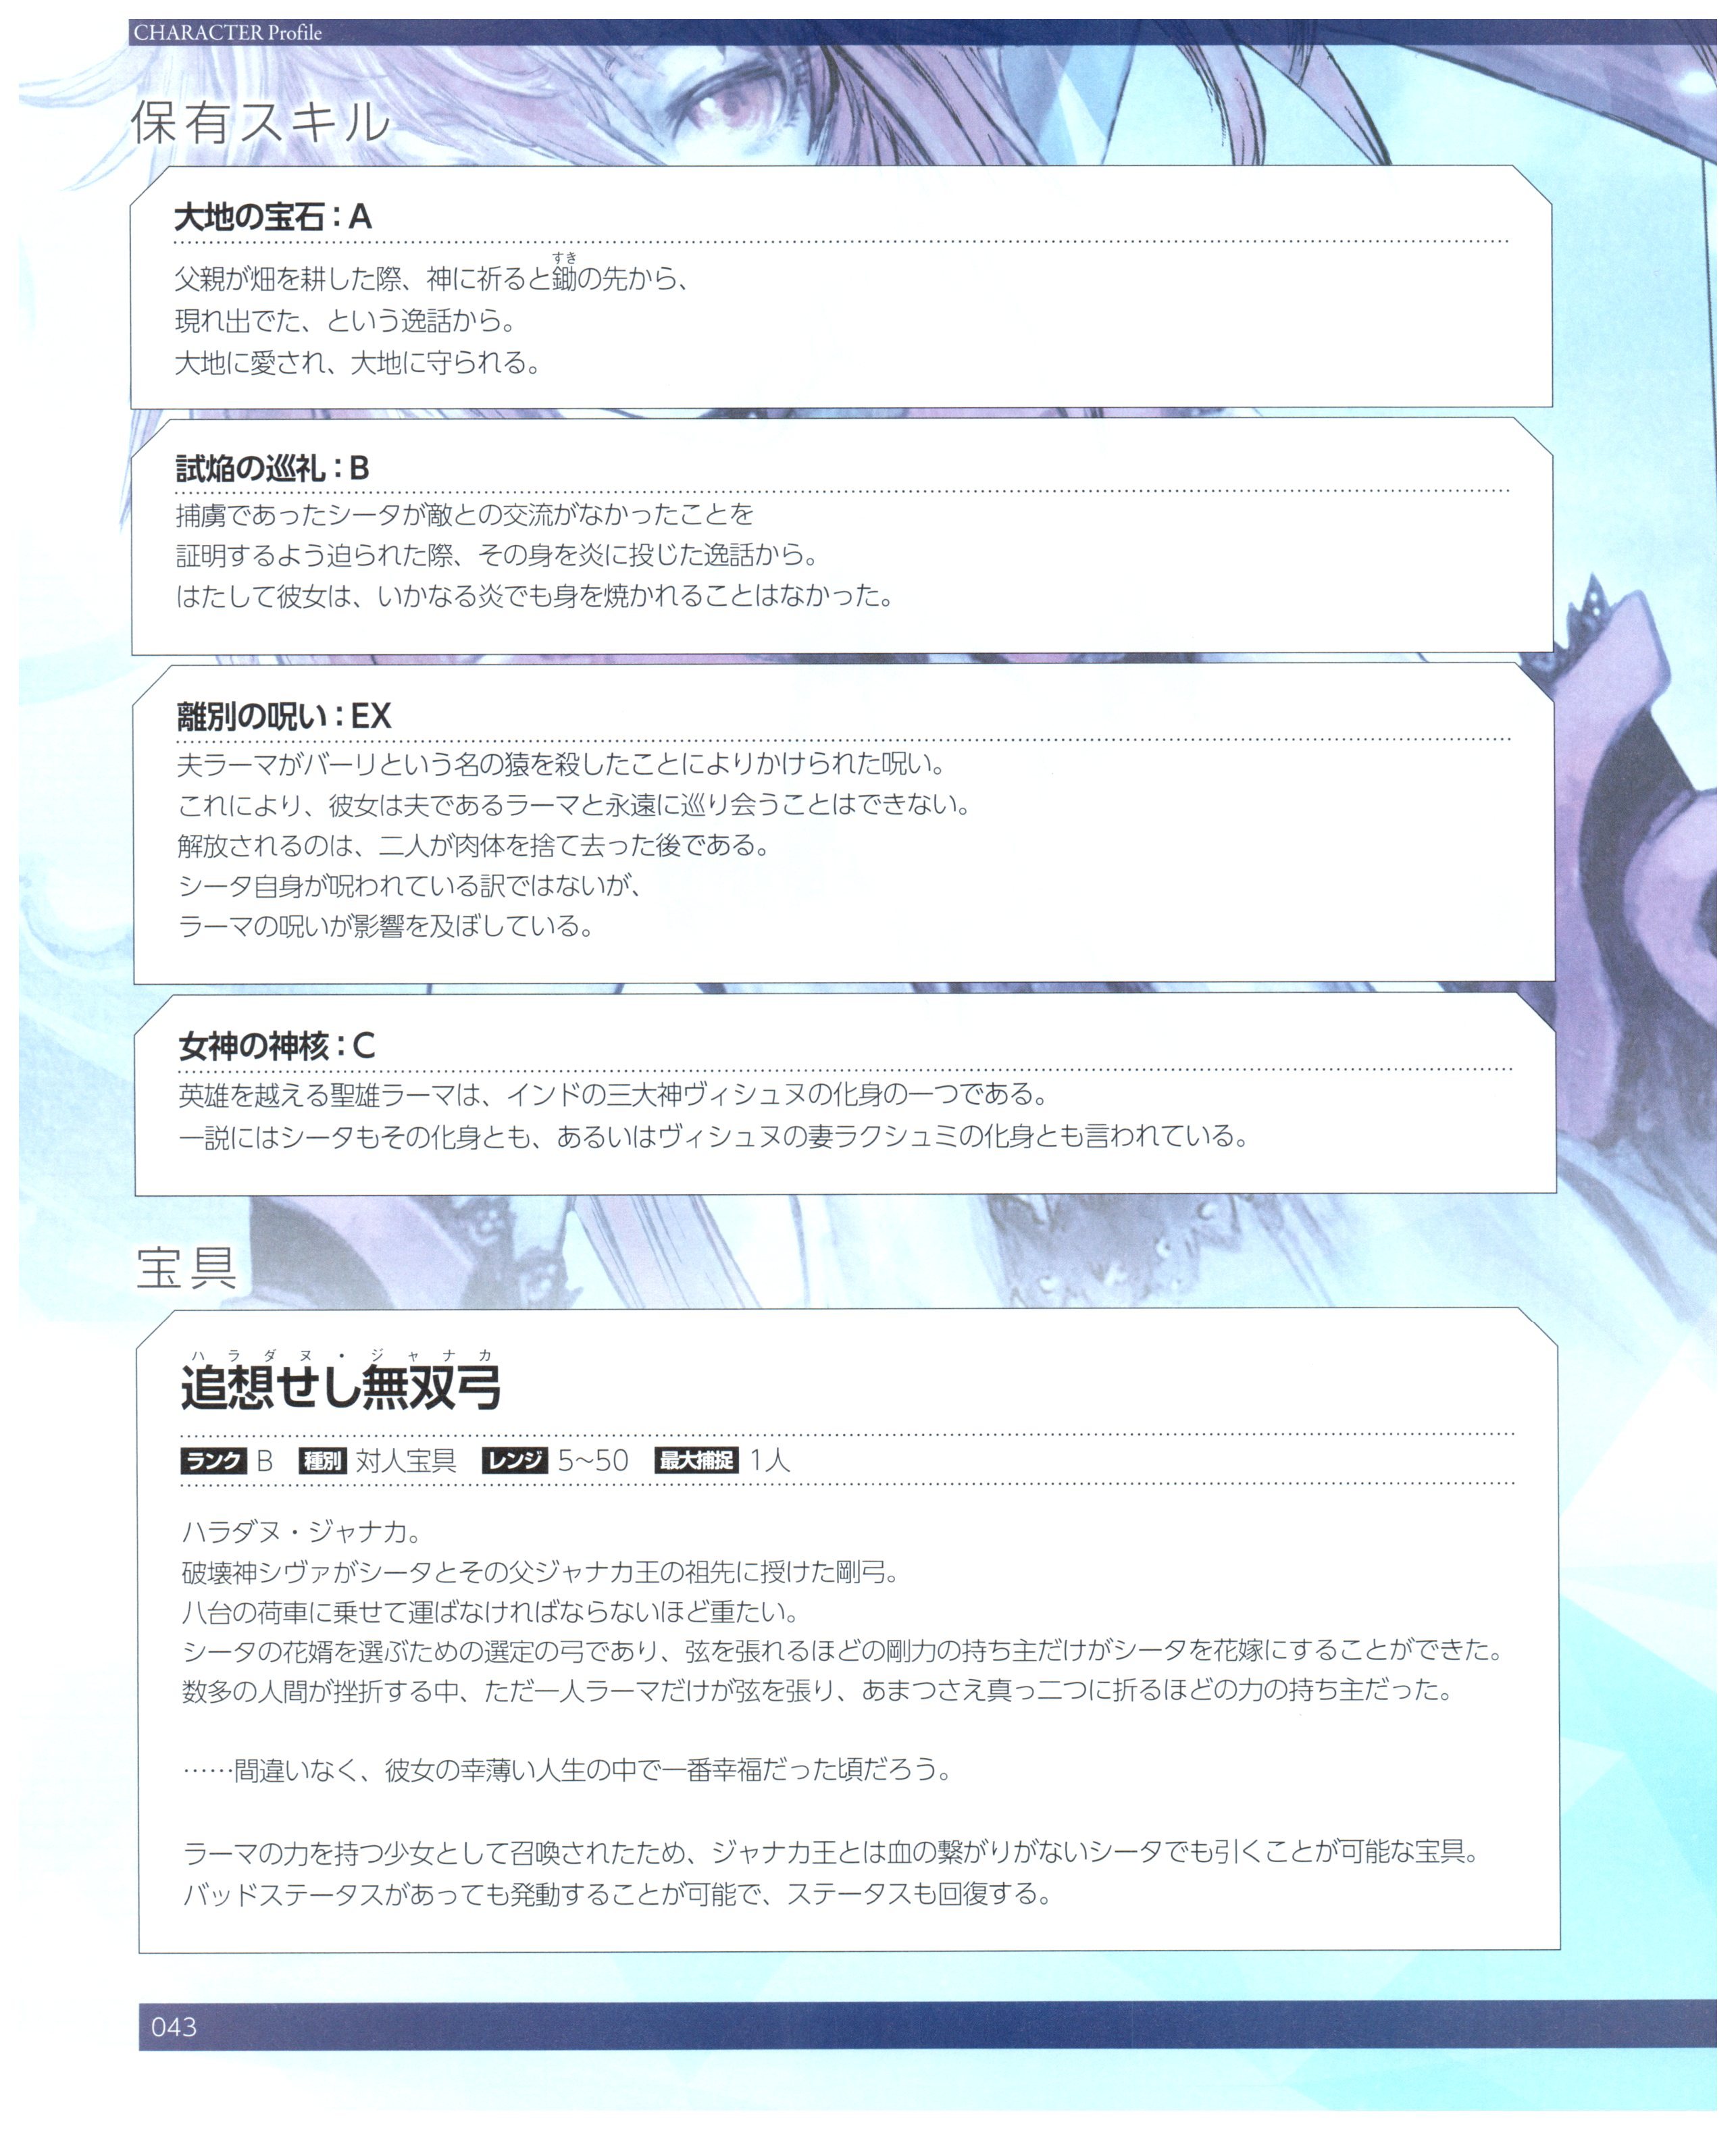 CHARACTER Profile
保有スキル
大地の宝石：A
すき
父親が畑を耕した際、神に祈ると鋤の先から、
現れ出でた、という逸話から。
大地に愛され、大地に守られる。
試焔の巡礼：B
捕虜であったシータが敵との交流がなかったことを
証明するよう迫られた際、その身を炎に投じた逸話から。
はたして彼女は、いかなる炎でも身を焼かれることはなかった。
離別の呪い：EX
夫ラーマがバーリという名の猿を殺したことによりかけられた呪い。
これにより、彼女は夫であるラーマと永遠に巡り会うことはできない。
解放されるのは、二人が肉体を捨て去った後である。
シータ自身が呪われている訳ではないが、
ラーマの呪いが影響を及ぼしている。
女神の神核：C
英雄を越える聖雄ラーマは、インドの三大神ヴィシュヌの化身の一つである。
一説にはシータもその化身とも、あるいはヴィシュヌの妻ラクシュミの化身とも言われている。
宝具
ハラダヌ・ジャナカ
追想せし無双弓
ランク B 種別 対人宝具 レンジ 5~50 最大捕捉 1人
ハラダヌ・ジャナカ。
破壊神シヴァがシータとその父ジャナカ王の祖先に授けた剛弓。
八台の荷車に乗せて運ばなければならないほど重たい。
シータの花婿を選ぶための選定の弓であり、弦を張れるほどの剛力の持ち主だけがシータを花嫁にすることができた。
数多の人間が挫折する中、ただ一人ラーマだけが弦を張り、あまつさえ真っ二つに折るほどの力の持ち主だった。
……間違いなく、彼女の幸薄い人生の中で一番幸福だった頃だろう。
ラーマの力を持つ少女として召喚されたため、ジャナカ王とは血の繋がりがないシータでも引くことが可能な宝具。
バッドステータスがあっても発動することが可能で、ステータスも回復する。
043